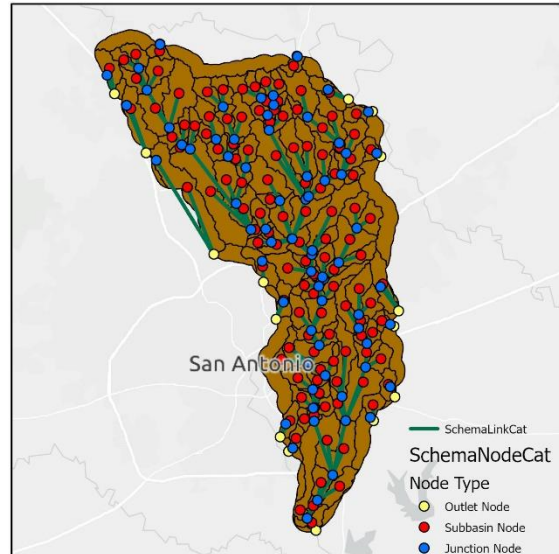 San Antonio
SchemaLinkCat
SchemaNodeCat
Node Type
Outlet Node
Subbasin Node
Junction Node